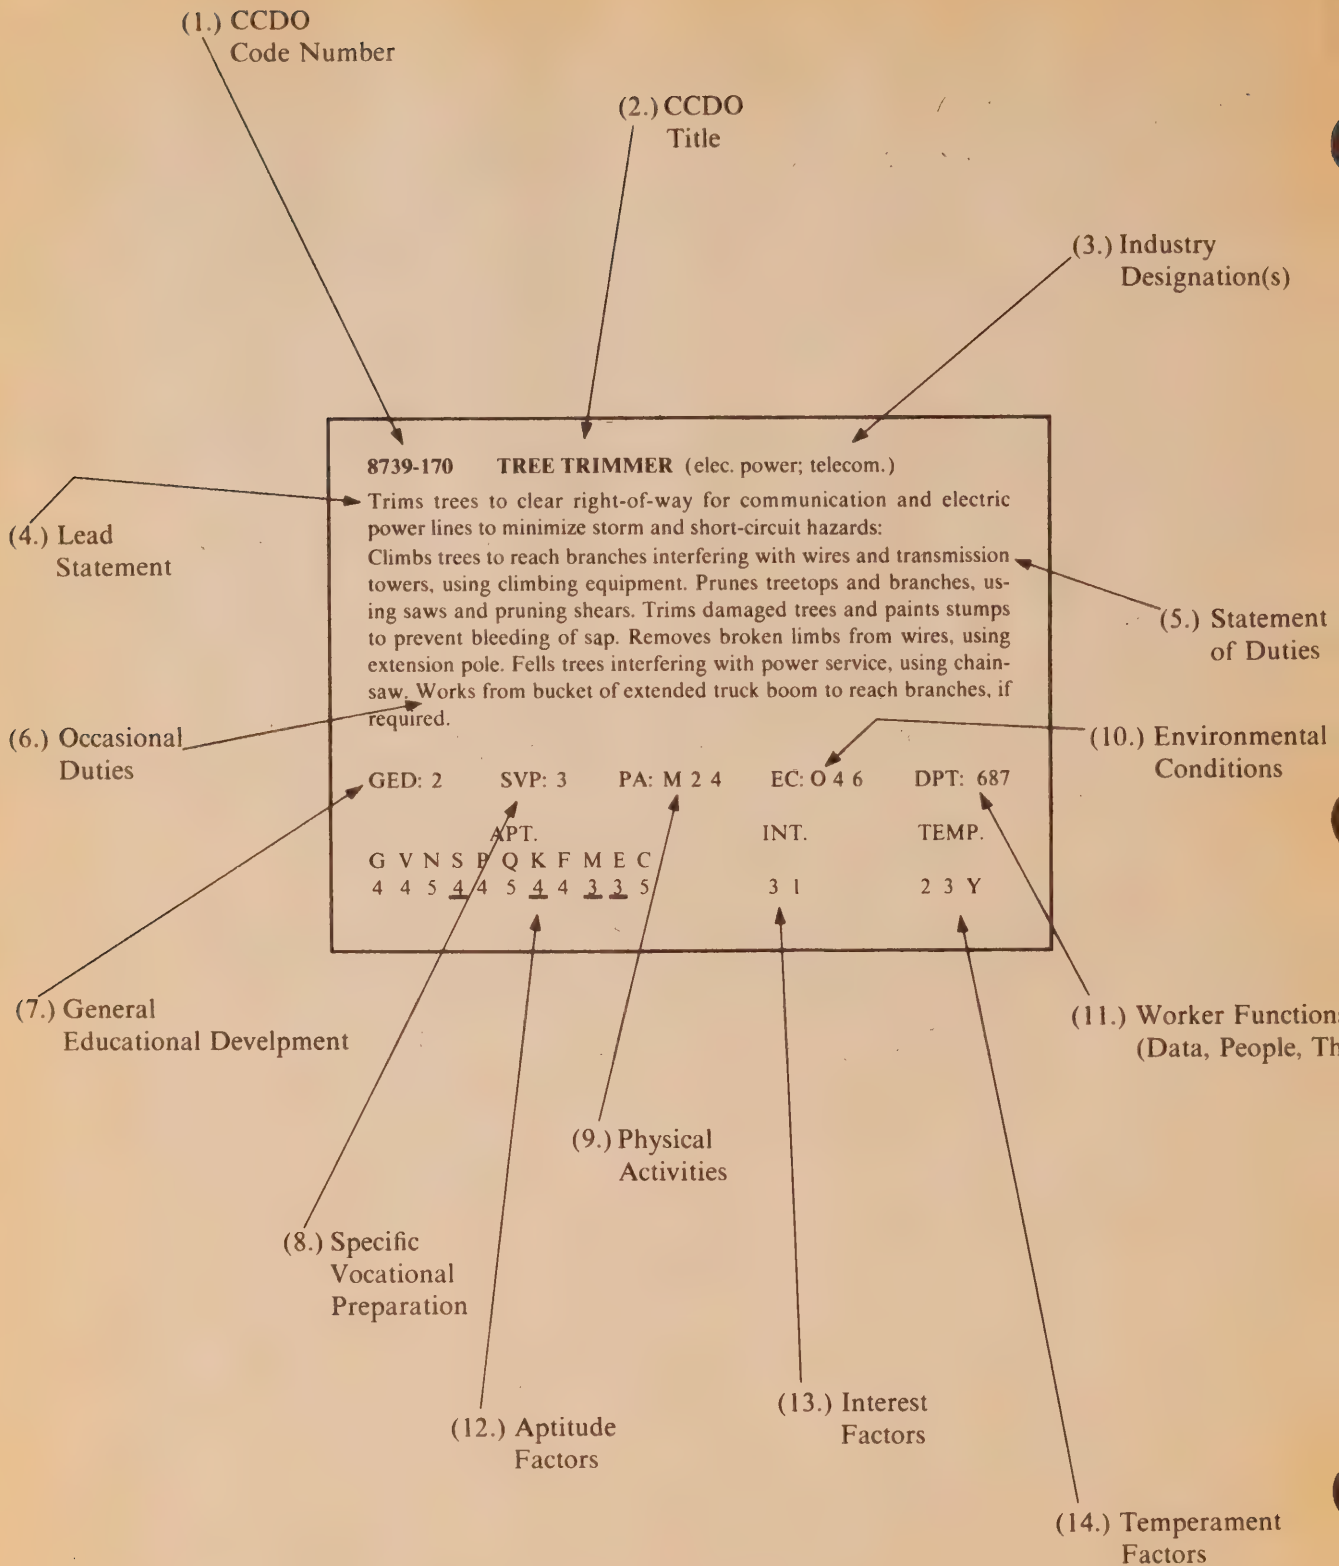 (1.) CCDO
Code Number
(2.) CCDO
Title
(3.) Industry
Designation(s)
8739-170 TREE TRIMMER (elec. power; telecom.)
Trims trees to clear right-of-way for communication and electric
power lines to minimize storm and short-circuit hazards:
Climbs trees to reach branches interfering with wires and transmission
towers, using climbing equipment. Prunes treetops and branches, us-
ing saws and pruning shears. Trims damaged trees and paints stumps
to prevent bleeding of sap. Removes broken limbs from wires, using
extension pole. Fells trees interfering with power service, using chain-
saw. Works from bucket of extended truck boom to reach branches, if
required.
(4.) Lead
Statement
(5.) Statement
of Duties
(6.) Occasional
Duties
(10.) Environmental
Conditions
GED: 2 SVP: 3 PA: M 2 4 EC: O 4 6 DPT: 687
APT. INT. TEMP.
G V N S P Q K F M E C
4 4 5 4 4 5 4 4 3 3 5 3 1 2 3 Y
(7.) General
Educational Develpment
(11.) Worker Functions
(Data, People, Th
(9.) Physical
Activities
(8.) Specific
Vocational
Preparation
(12.) Aptitude
Factors
(13.) Interest
Factors
(14.) Temperament
Factors